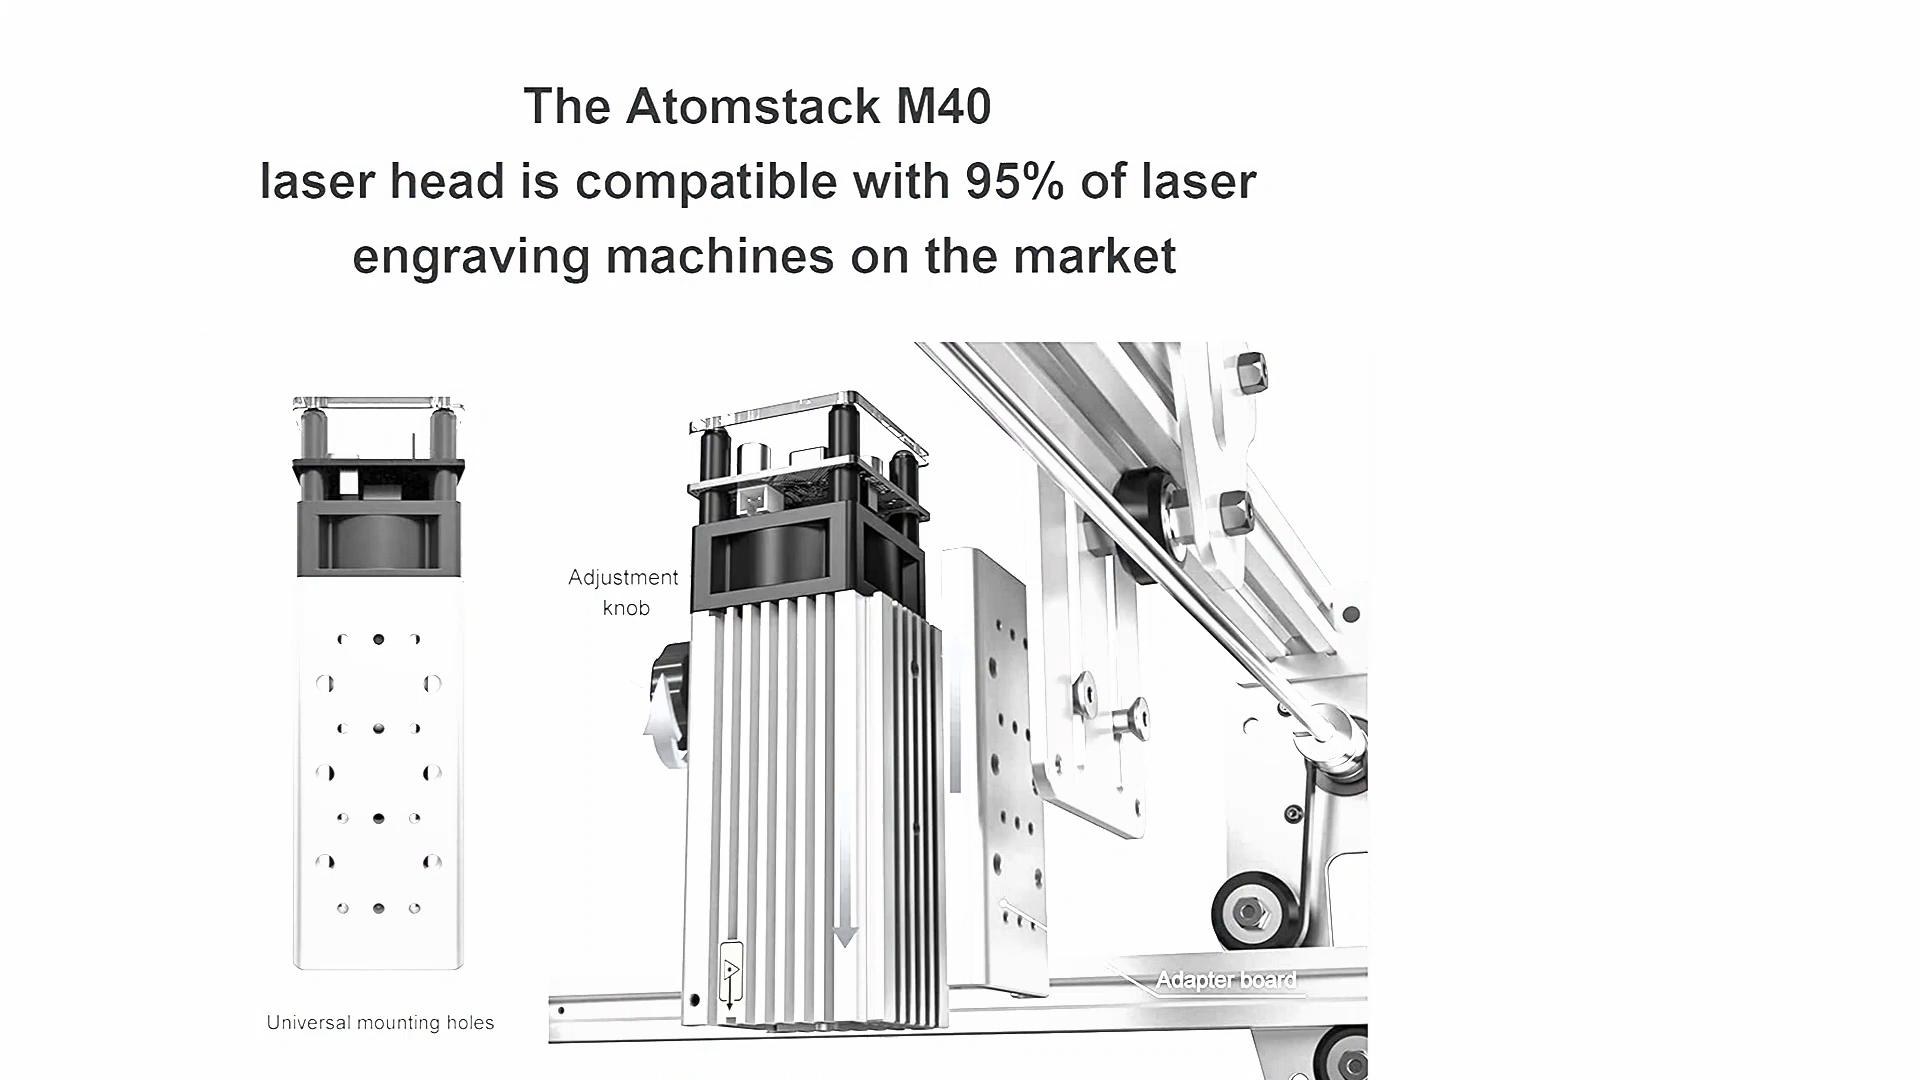 The Atomstack M40
laser head is compatible with 95% of laser
engraving machines on the market
Adjustment
knob
Adapter board
Universal mounting holes